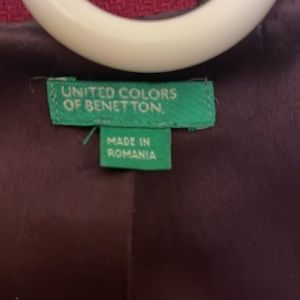 UNITED COLORS
OF BENETTON.
MADE IN
ROMANIA